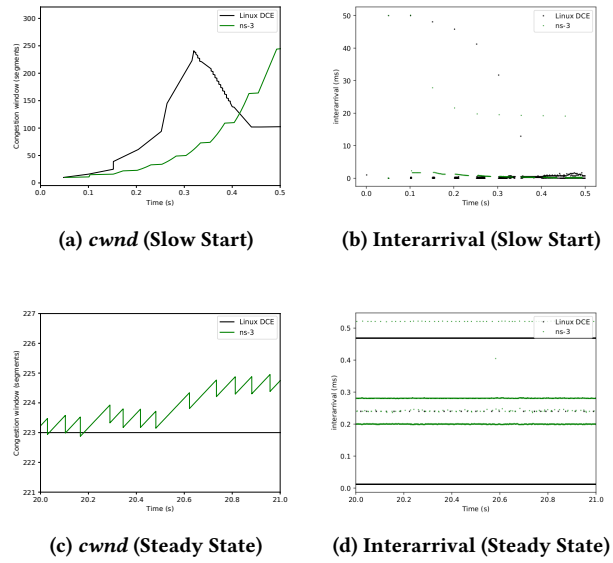 Linux DCE
ns-3
Congestion window (segments)
300
250
200
150
100
50
0
0.0 0.1 0.2 0.3 0.4 0.5
Time (s)
(a) cwnd (Slow Start)
Linux DCE
ns-3
interarrival (ms)
50
40
30
20
10
0
0.0 0.1 0.2 0.3 0.4 0.5
Time (s)
(b) Interarrival (Slow Start)
Linux DCE
ns-3
Congestion window (segments)
227
226
225
224
223
222
221
20.0 20.2 20.4 20.6 20.8 21.0
Time (s)
(c) cwnd (Steady State)
Linux DCE
ns-3
interarrival (ms)
0.5
0.4
0.3
0.2
0.1
0.0
20.0 20.2 20.4 20.6 20.8 21.0
Time (s)
(d) Interarrival (Steady State)